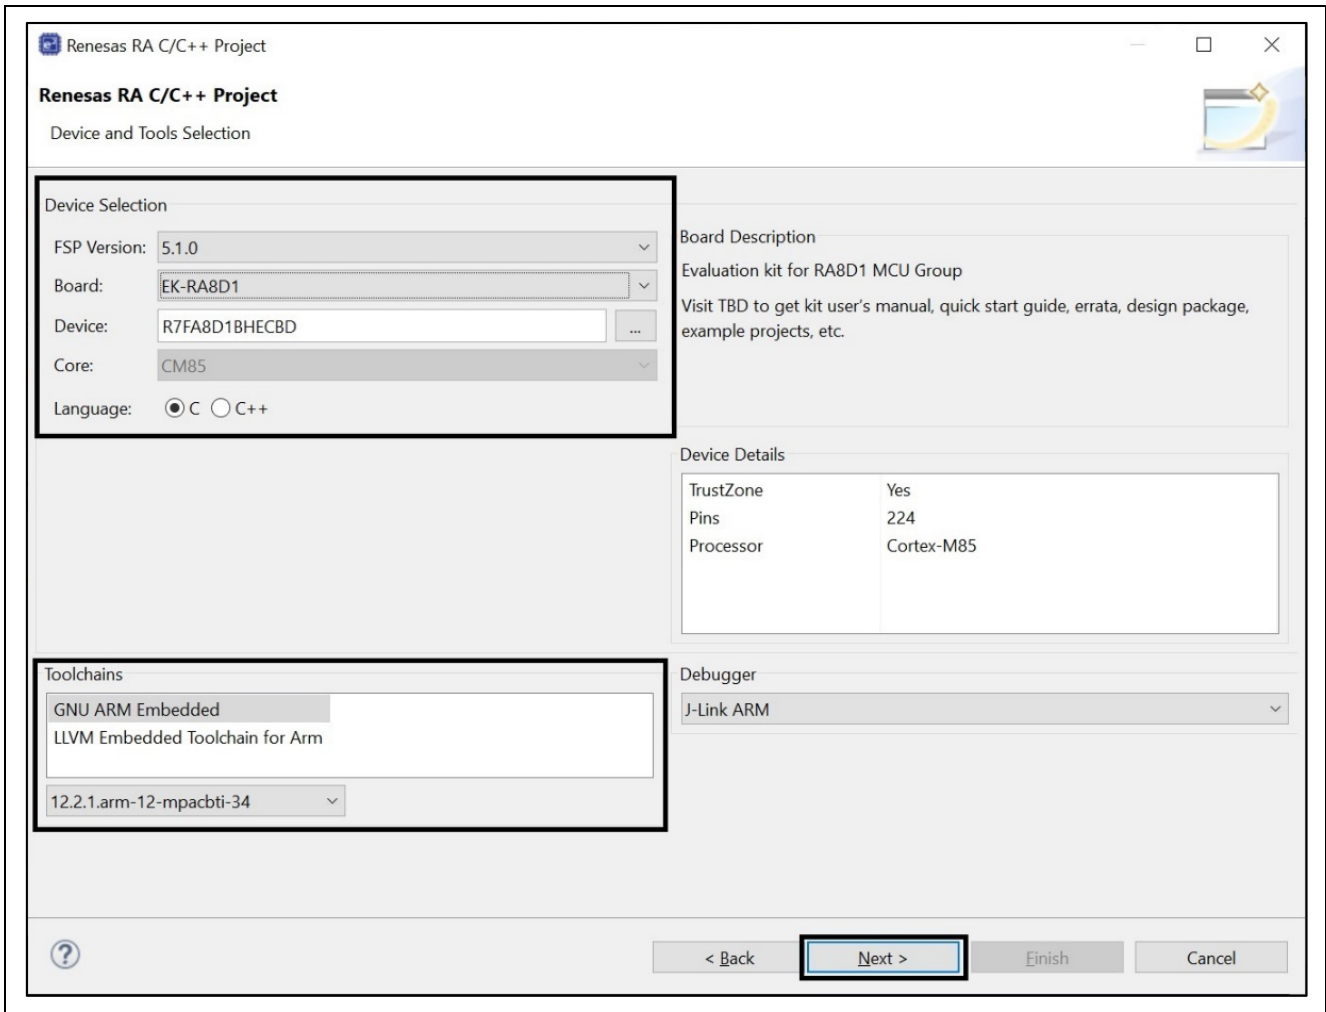 Renesas RA C/C++ Project
Renesas RA C/C++ Project
Device and Tools Selection
Device Selection
FSP Version: 5.1.0
Board: EK-RA8D1
Device: R7FA8D1BHECBD ...
Core: CM85
Language: C C++
Board Description
Evaluation kit for RA8D1 MCU Group
Visit TBD to get kit user's manual, quick start guide, errata, design package,
example projects, etc.
Device Details
TrustZone Yes
Pins 224
Processor Cortex-M85
Toolchains
GNU ARM Embedded
LLVM Embedded Toolchain for Arm
12.2.1.arm-12-mpacbti-34
Debugger
J-Link ARM
? < Back Next > Finish Cancel